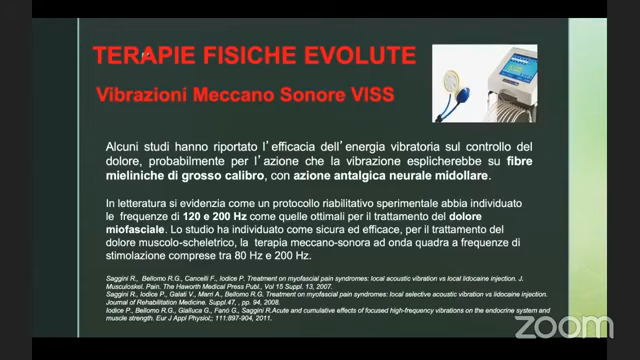 TERAPIE FISICHE EVOLUTE
Vibrazioni Meccano Sonore VISS
Alcuni studi hanno riportato l'efficacia dell'energia vibratoria sul controllo del
dolore, probabilmente per l'azione che la vibrazione esplicherebbe su fibre
mieliniche di grosso calibro, con azione antalgica neurale midollare.
In letteratura si evidenzia come un protocollo riabilitativo sperimentale abbia individuato
le frequenze di 120 e 200 Hz come quelle ottimali per il trattamento del dolore
miofasciale. Lo studio ha individuato come sicura ed efficace, per il trattamento del
dolore muscolo-scheletrico, la terapia meccano-sonora ad onda quadra a frequenze di
stimolazione comprese tra 80 Hz e 200 Hz.
Saggini R., Bellomo R.G., Cancelli F., Iodice P. Treatment on myofascial pain syndromes: local acoustic vibration vs local lidocaine injection. J.
Musculoskel. Pain. The Haworth Medical Press Publ., Vol 15 Suppl. 13, 2007.
Saggini R., Iodice P., Galati V., Marri A., Bellomo R.G, Treatment on myofascial pain syndromes: local selective acoustic vibration vs lidocaine injection.
Journal of Rehabilitation Medicine. Suppl.47, , pp. 94, 2008.
Iodice P., Bellomo R.G., Gialluca G., Fanó G., Saggini R.Acute and cumulative effects of focused high-frequency vibrations on the endocrine system and
muscle strength. Eur J Appl Physiol;; 111:897-904, 2011.
zoom